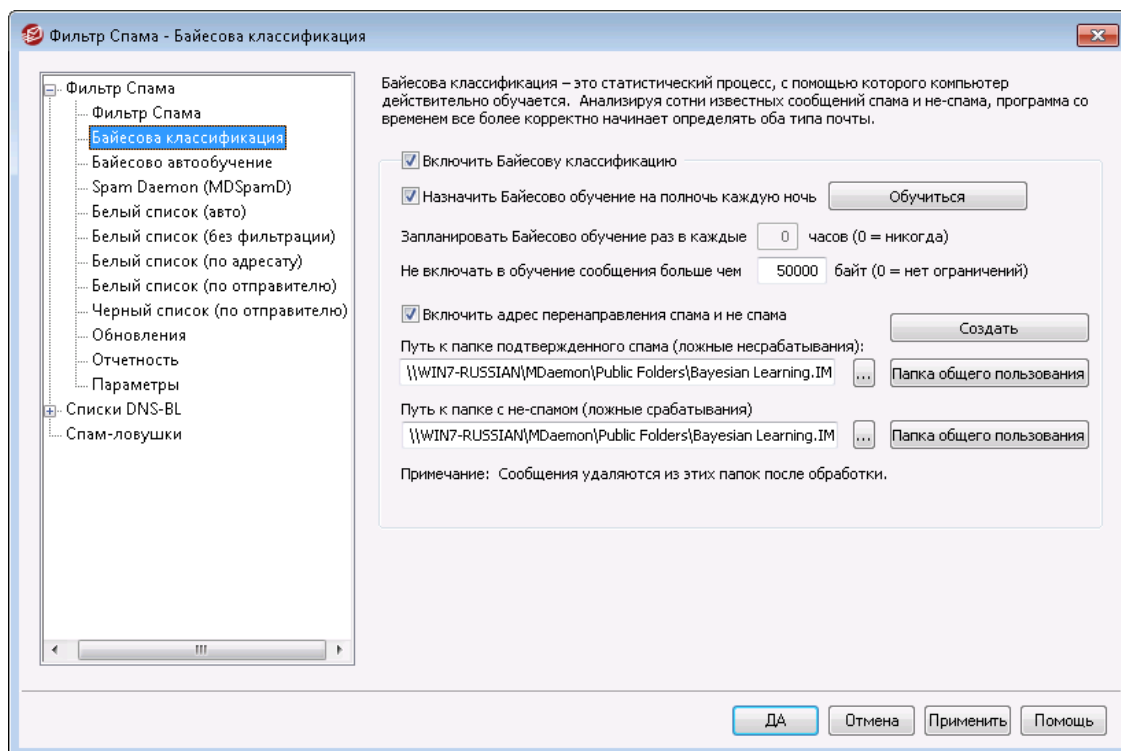 Фильтр Спама - Байесова классификация
Фильтр Спама
Фильтр Спама
Байесова классификация
Байесово автообучение
Spam Daemon (MDSpamD)
Белый список (авто)
Белый список (без фильтрации)
Белый список (по адресату)
Белый список (по отправителю)
Черный список (по отправителю)
Обновления
Отчетность
Параметры
Списки DNS-BL
Спам-ловушки
Байесова классификация – это статистический процесс, с помощью которого компьютер
действительно обучается. Анализируя сотни известных сообщений спама и не-спама, программа со
временем все более корректно начинает определять оба типа почты.
Включить Байесову классификацию
Назначить Байесово обучение на полночь каждую ночь Обучиться
Запланировать Байесово обучение раз в каждые 0 часов (0 = никогда)
Не включать в обучение сообщения больше чем 50000 байт (0 = нет ограничений)
Включить адрес перенаправления спама и не спама
Создать
Путь к папке подтвержденного спама (ложные несрабатывания):
\\WIN7-RUSSIAN\MDaemon\Public Folders\Bayesian Learning.IM ... Папка общего пользования
Путь к папке с не-спамом (ложные срабатывания)
\\WIN7-RUSSIAN\MDaemon\Public Folders\Bayesian Learning.IM ... Папка общего пользования
Примечание: Сообщения удаляются из этих папок после обработки.
ДА Отмена Применить Помощь